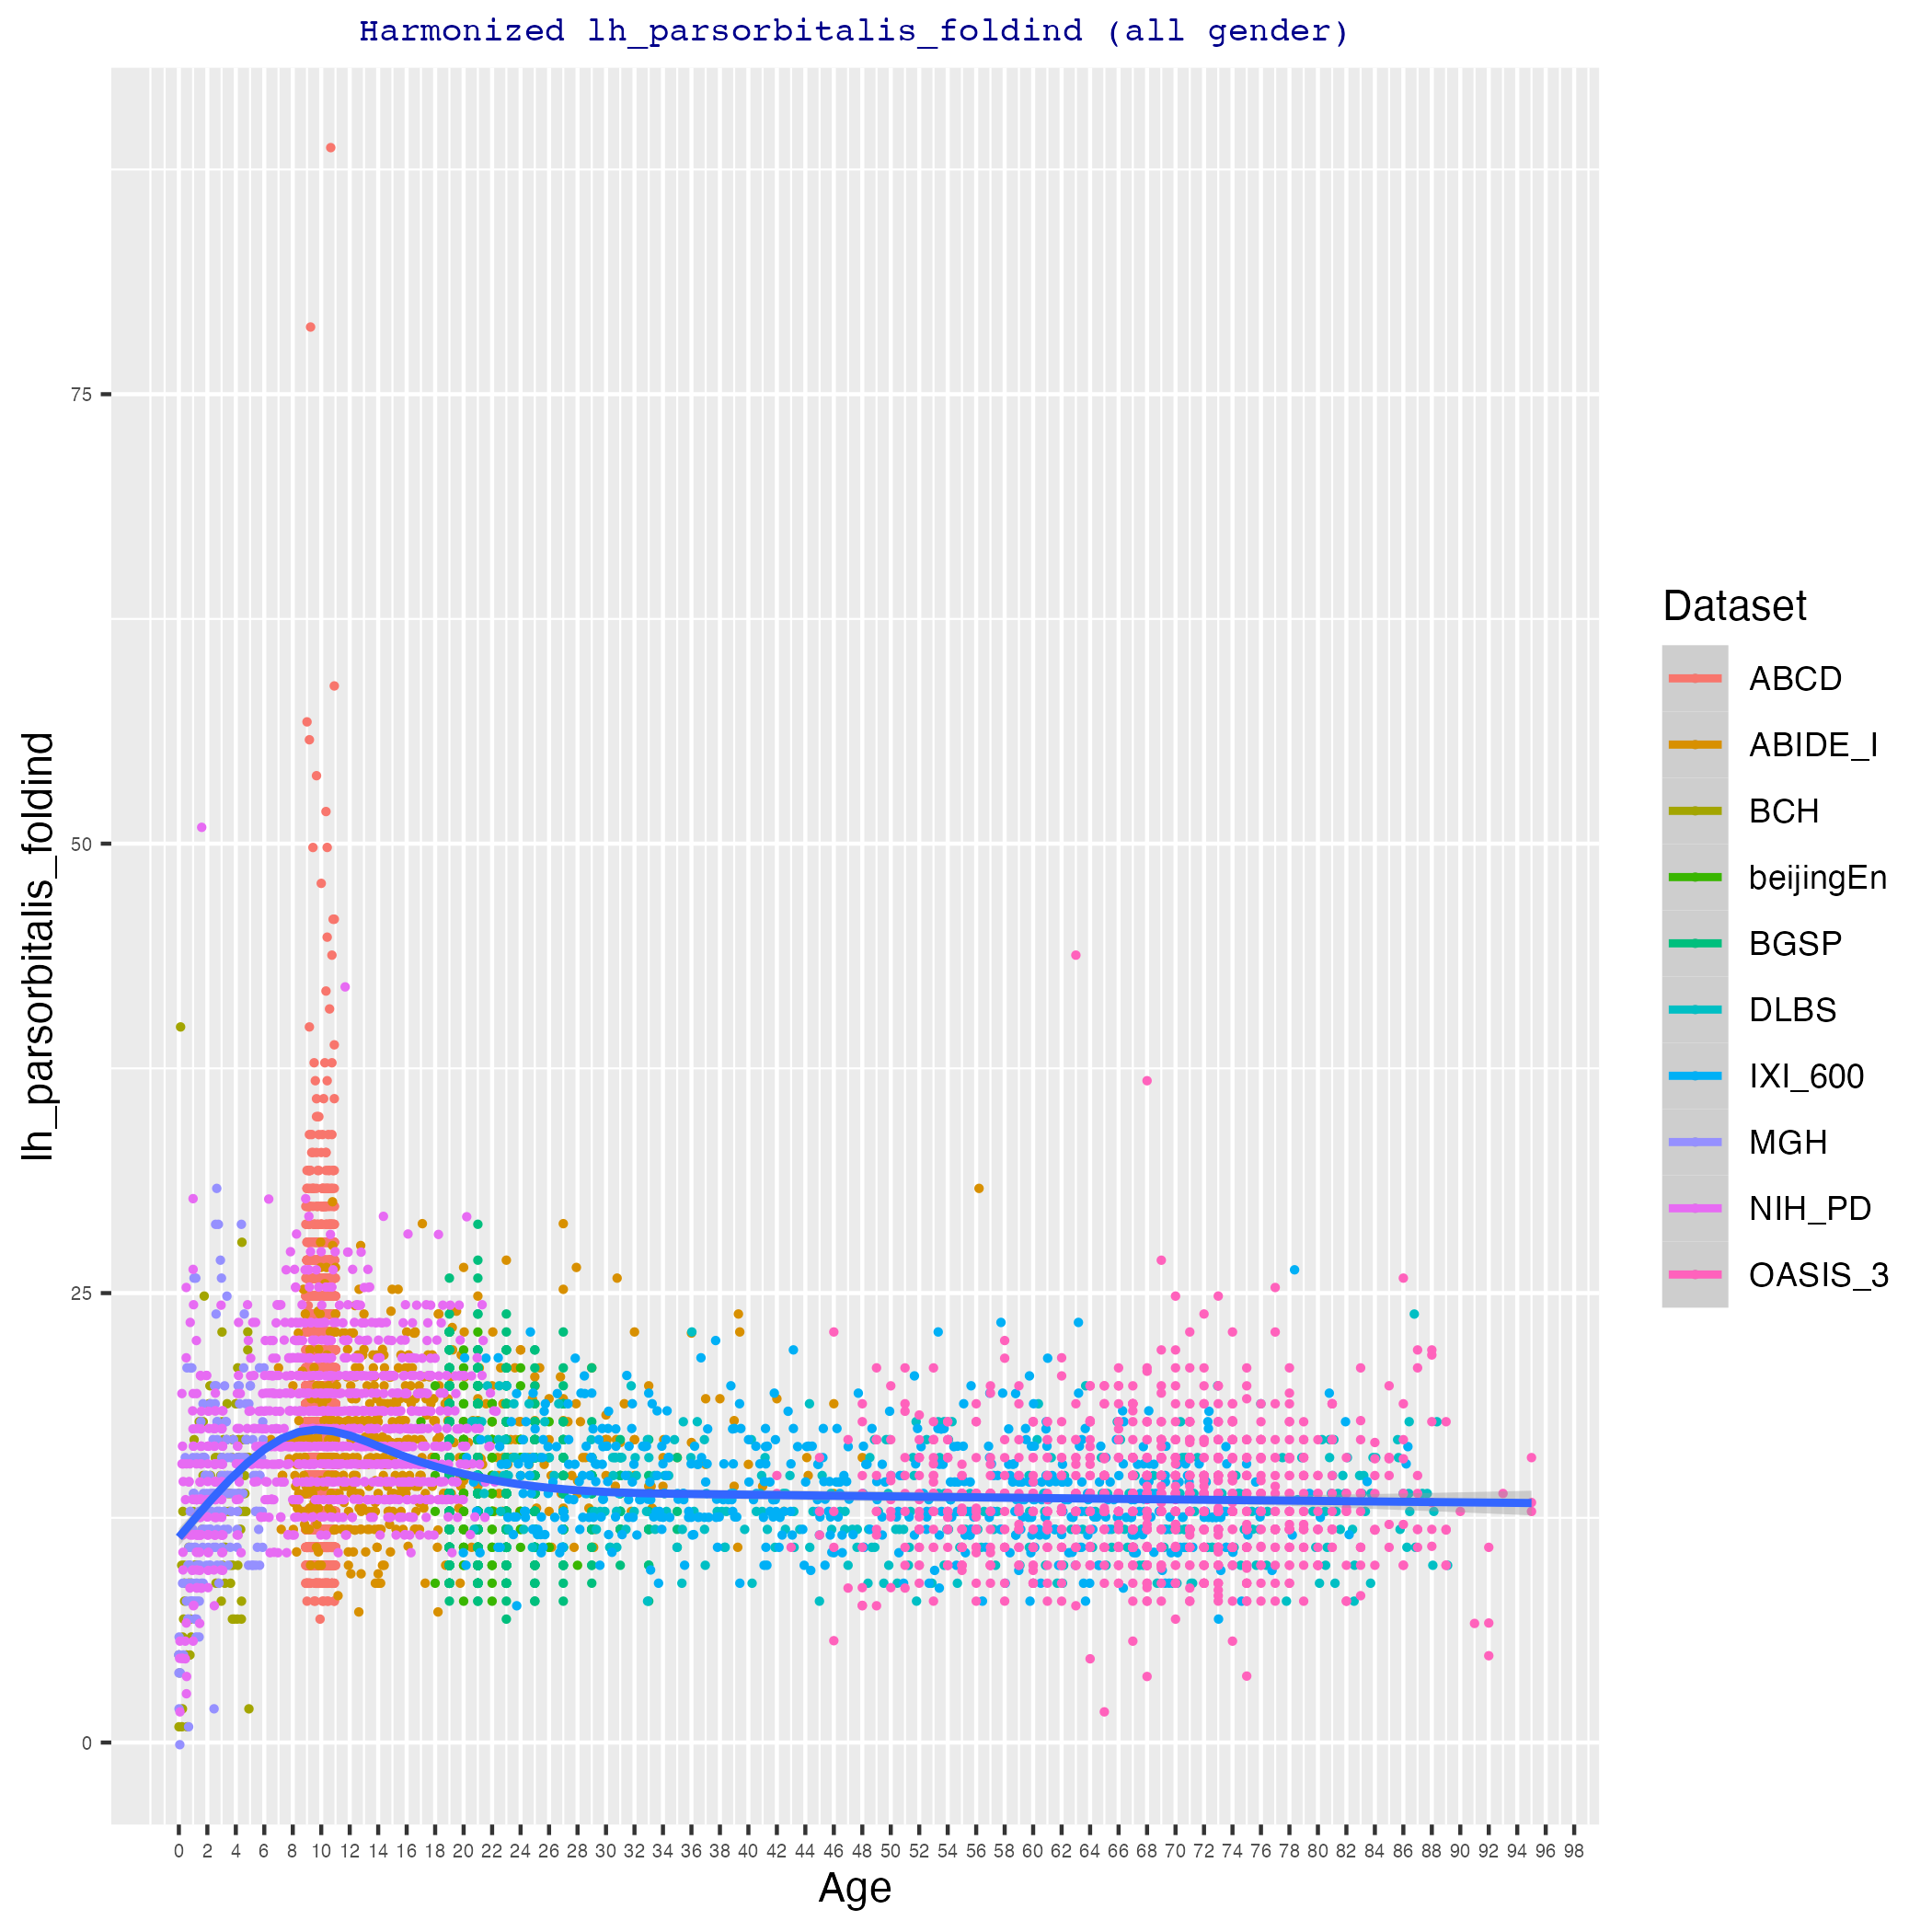 Harmonized lh_parsorbitalis_foldind (all gender)
lh_parsorbitalis_foldind
75
50
25
0
0 2 4 6 8 10 12 14 16 18 20 22 24 26 28 30 32 34 36 38 40 42 44 46 48 50 52 54 56 58 60 62 64 66 68 70 72 74 76 78 80 82 84 86 88 90 92 94 96 98
Age
Dataset
ABCD
ABIDE_I
BCH
beijingEn
BGSP
DLBS
IXI_600
MGH
NIH_PD
OASIS_3